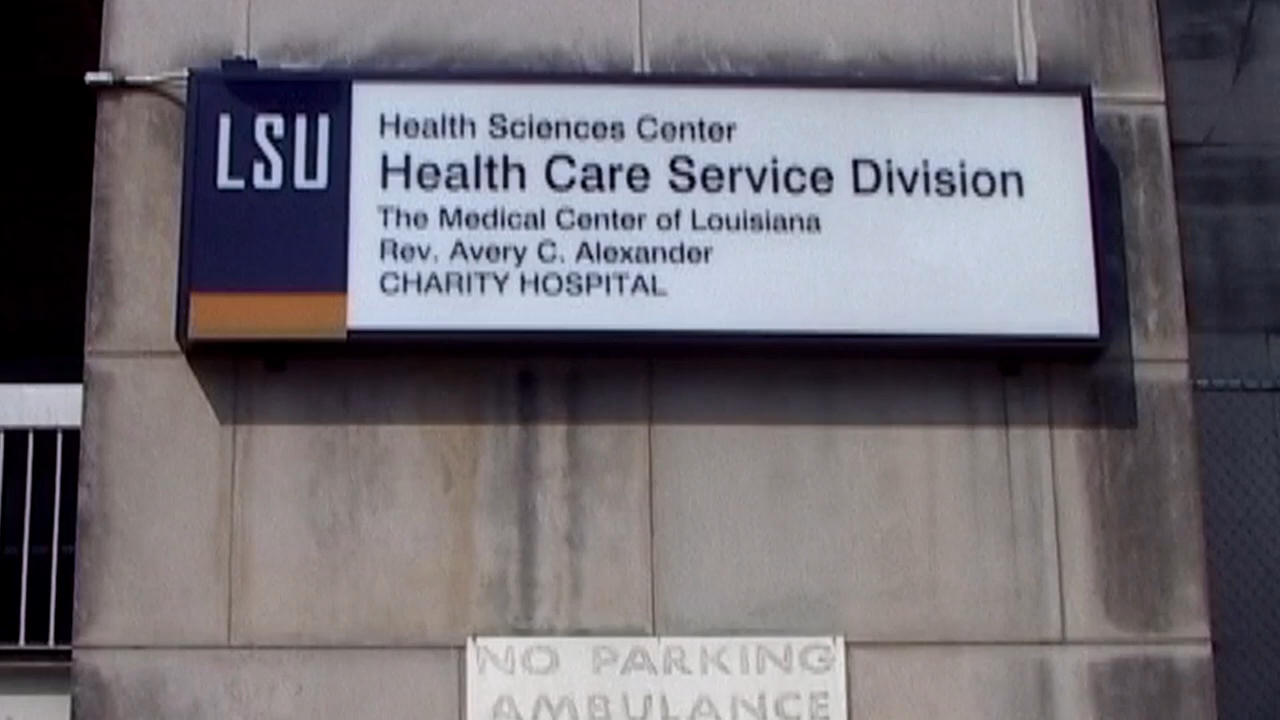 LSU
Health Sciences Center
Health Care Service Division
The Medical Center of Louisiana
Rev. Avery C. Alexander
CHARITY HOSPITAL
NO PARKING
AMBULANCE